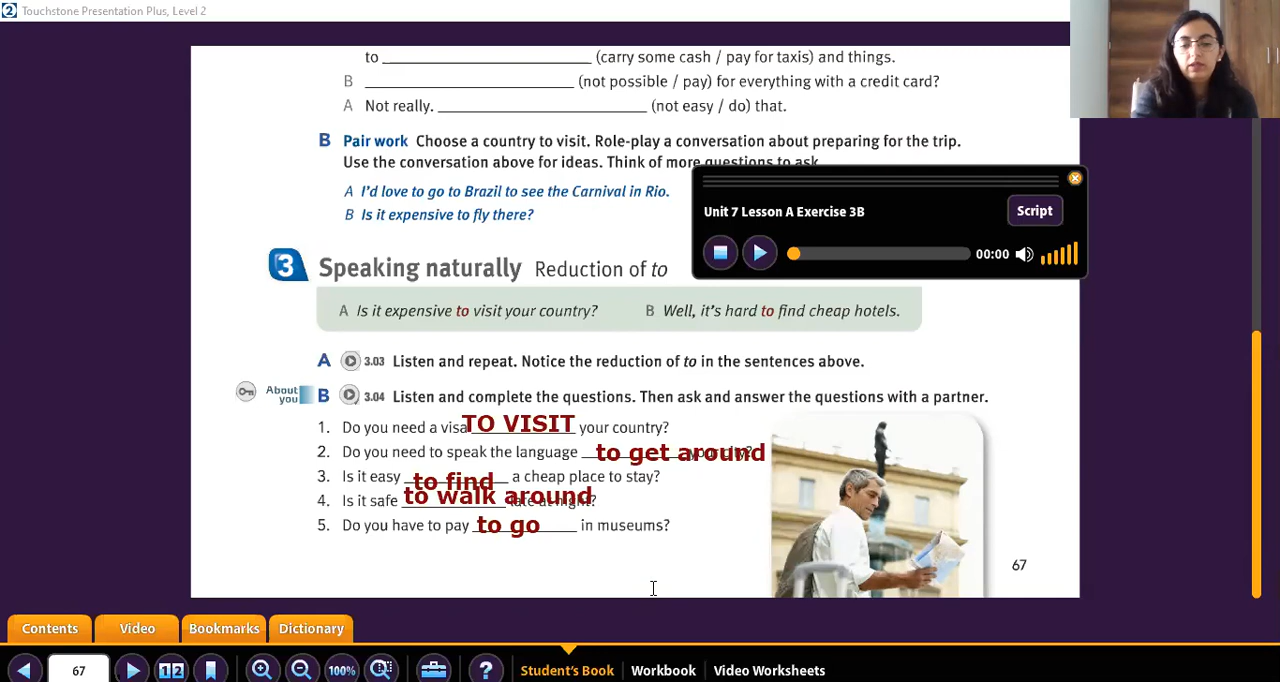 Touchstone Presentation Plus, Level 2
to ____________________ (carry some cash / pay for taxis) and things.
B ____________________ (not possible / pay) for everything with a credit card?
A Not really. ____________________ (not easy / do) that.
B Pair work Choose a country to visit. Role-play a conversation about preparing for the trip.
Use the conversation above for ideas. Think of more questions to ask.
A I'd love to go to Brazil to see the Carnival in Rio.
B Is it expensive to fly there?
Unit 7 Lesson A Exercise 3B
Script
00:00
3 Speaking naturally Reduction of to
A Is it expensive to visit your country? B Well, it's hard to find cheap hotels.
A 3.03 Listen and repeat. Notice the reduction of to in the sentences above.
About you B 3.04 Listen and complete the questions. Then ask and answer the questions with a partner.
1. Do you need a visa TO VISIT your country?
2. Do you need to speak the language to get around your city?
3. Is it easy to find a cheap place to stay?
4. Is it safe to walk around late at night?
5. Do you have to pay to go in museums?
67
Contents Video Bookmarks Dictionary
67 12 100% ? Student's Book Workbook Video Worksheets